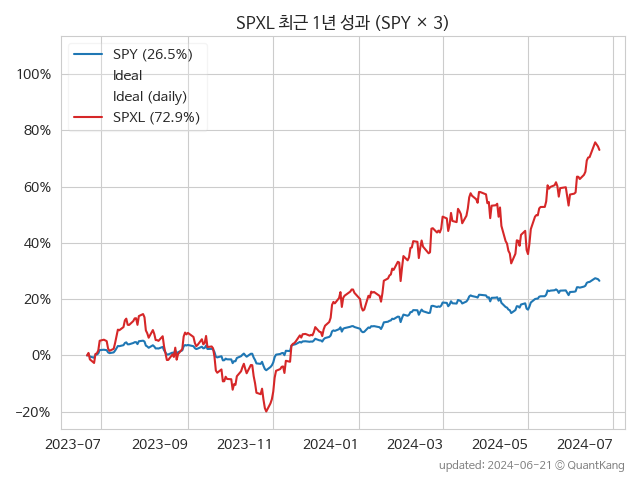 SPXL 최근 1년 성과 (SPY × 3)
SPY (26.5%)
Ideal
Ideal (daily)
SPXL (72.9%)
100%
80%
60%
40%
20%
0%
−20%
2023-07 2023-09 2023-11 2024-01 2024-03 2024-05 2024-07
updated: 2024-06-21 © QuantKang